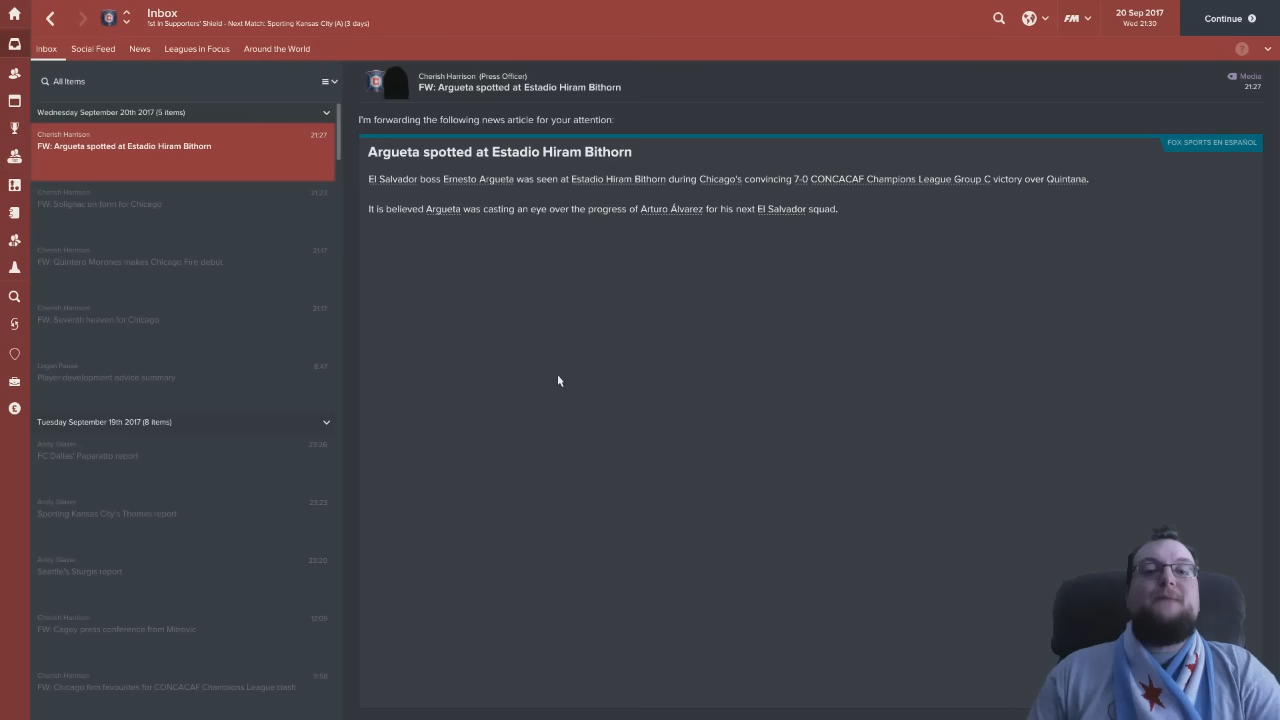 Inbox
1st in Supporters' Shield - Next Match: Sporting Kansas City (A) (3 days)
FM
20 Sep 2017
Wed 21:30
Continue
Inbox
Social Feed
News
Leagues in Focus
Around the World
?
All Items
Wednesday September 20th 2017 (5 items)
Cherish Harrison
21:27
FW: Argueta spotted at Estadio Hiram Bithorn
Cherish Harrison
21:23
FW: Solignac on form for Chicago
Cherish Harrison
21:17
FW: Quintero Morones makes Chicago Fire debut
Cherish Harrison
21:17
FW: Seventh heaven for Chicago
Logan Pause
8:47
Player development advice summary
Tuesday September 19th 2017 (8 items)
Andy Glaser
23:26
FC Dallas' Paparatto report
Andy Glaser
23:23
Sporting Kansas City's Thomas report
Andy Glaser
23:20
Seattle's Sturgis report
Cherish Harrison
12:09
FW: Cagey press conference from Mitrovic
Cherish Harrison
9:58
FW: Chicago firm favourites for CONCACAF Champions League clash
Cherish Harrison (Press Officer)
FW: Argueta spotted at Estadio Hiram Bithorn
Media
21:27
I'm forwarding the following news article for your attention:
FOX SPORTS EN ESPAÑOL
Argueta spotted at Estadio Hiram Bithorn
El Salvador boss Ernesto Argueta was seen at Estadio Hiram Bithorn during Chicago's convincing 7-0 CONCACAF Champions League Group C victory over Quintana.
It is believed Argueta was casting an eye over the progress of Arturo Álvarez for his next El Salvador squad.